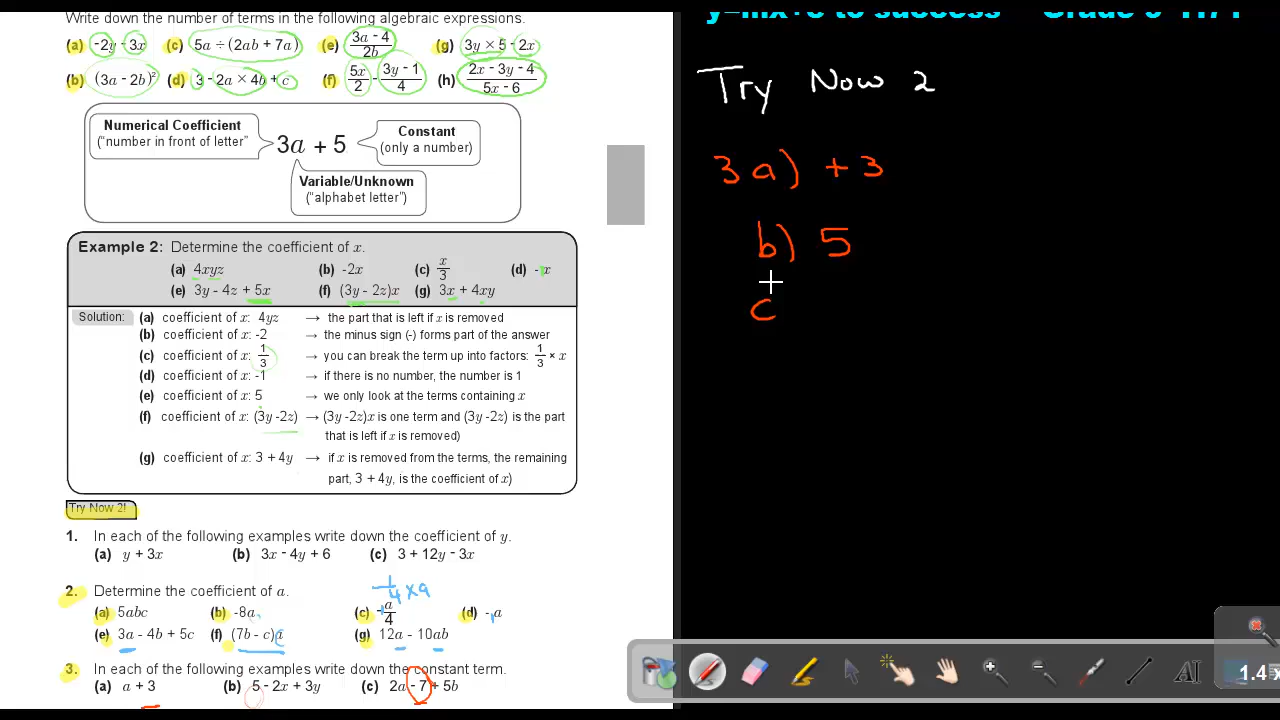 Write down the number of terms in the following algebraic expressions.
(a) -2y - 3x (c) 5a ÷ (2ab + 7a) (e) 3a - 4 / 2b (g) 3y × 5 - 2x
(b) (3a - 2b)² (d) 3 - 2a × 4b + c (f) 5x/2 - 3y - 1 / 4 (h) 2x - 3y - 4 / 5x - 6
Numerical Coefficient
("number in front of letter"
3a + 5
Constant
(only a number)
Variable/Unknown
("alphabet letter")
Example 2: Determine the coefficient of x.
(a) 4xyz (b) -2x (c) x/3 (d) -x
(e) 3y - 4z + 5x (f) (3y - 2z)x (g) 3x + 4xy
Solution: (a) coefficient of x: 4yz → the part that is left if x is removed
(b) coefficient of x: -2 → the minus sign (-) forms part of the answer
(c) coefficient of x: 1/3 → you can break the term up into factors: 1/3 × x
(d) coefficient of x: -1 → if there is no number, the number is 1
(e) coefficient of x: 5 → we only look at the terms containing x
(f) coefficient of x: (3y -2z) → (3y -2z)x is one term and (3y -2z) is the part
that is left if x is removed)
(g) coefficient of x: 3 + 4y → if x is removed from the terms, the remaining
part, 3 + 4y, is the coefficient of x)
Try Now 2!
1. In each of the following examples write down the coefficient of y.
(a) y + 3x (b) 3x - 4y + 6 (c) 3 + 12y - 3x
2. Determine the coefficient of a.
-1/4 × a
(a) 5abc (b) -8a (c) -a/4 (d) -1a
(e) 3a - 4b + 5c (f) (7b - c)a (g) 12a - 10ab
3. In each of the following examples write down the constant term.
(a) a + 3 (b) 5 - 2x + 3y (c) 2a - 7 + 5b
Try Now 2
3 a) + 3
b) 5
c
AI
1.4 x